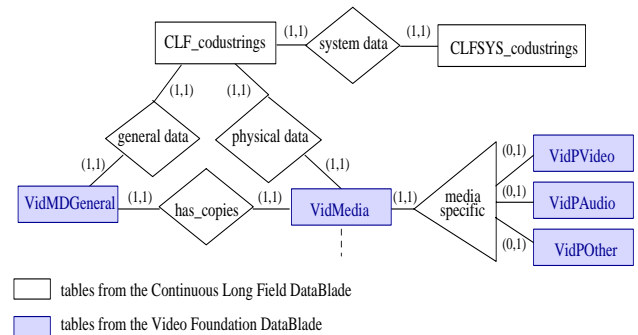 CLF_codustrings
(1,1)
system data
(1,1)
CLFSYS_codustrings
(1,1)
(1,1)
general data
physical data
(1,1)
(1,1)
VidMDGeneral
(1,1)
has_copies
(1,1)
VidMedia
(1,1)
media
specific
(0,1)
VidPVideo
(0,1)
VidPAudio
(0,1)
VidPOther
tables from the Continuous Long Field DataBlade
tables from the Video Foundation DataBlade